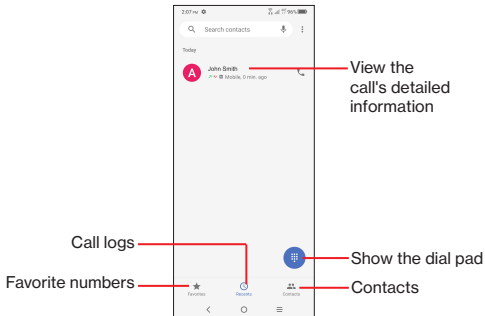 2:07 PM 96%
Search contacts
Today
A John Smith
Mobile, 0 min. ago
View the
call's detailed
information
Call logs
Show the dial pad
Favorite numbers
Contacts
Favorites Recents Contacts